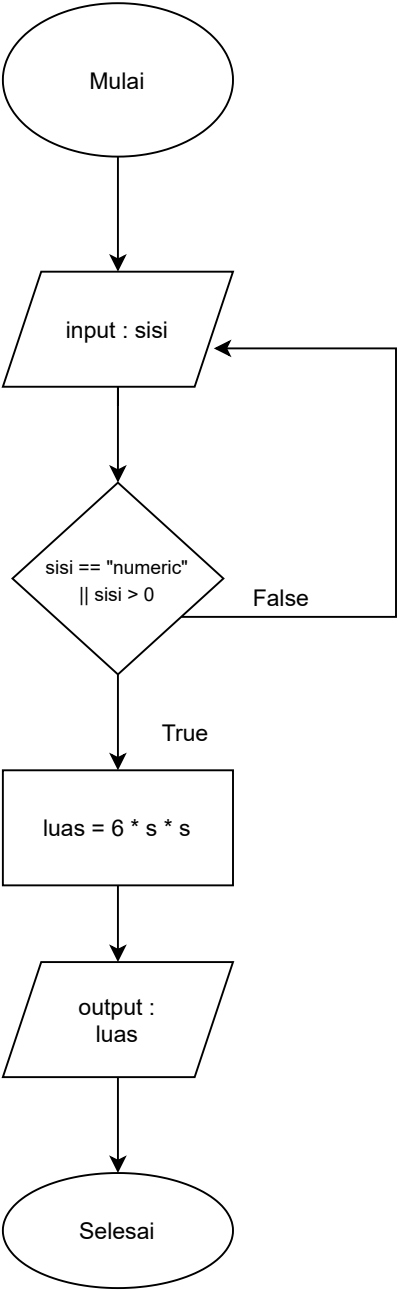 Mulai
input : sisi
sisi == "numeric"
|| sisi > 0
False
True
luas = 6 * s * s
output :
luas
Selesai